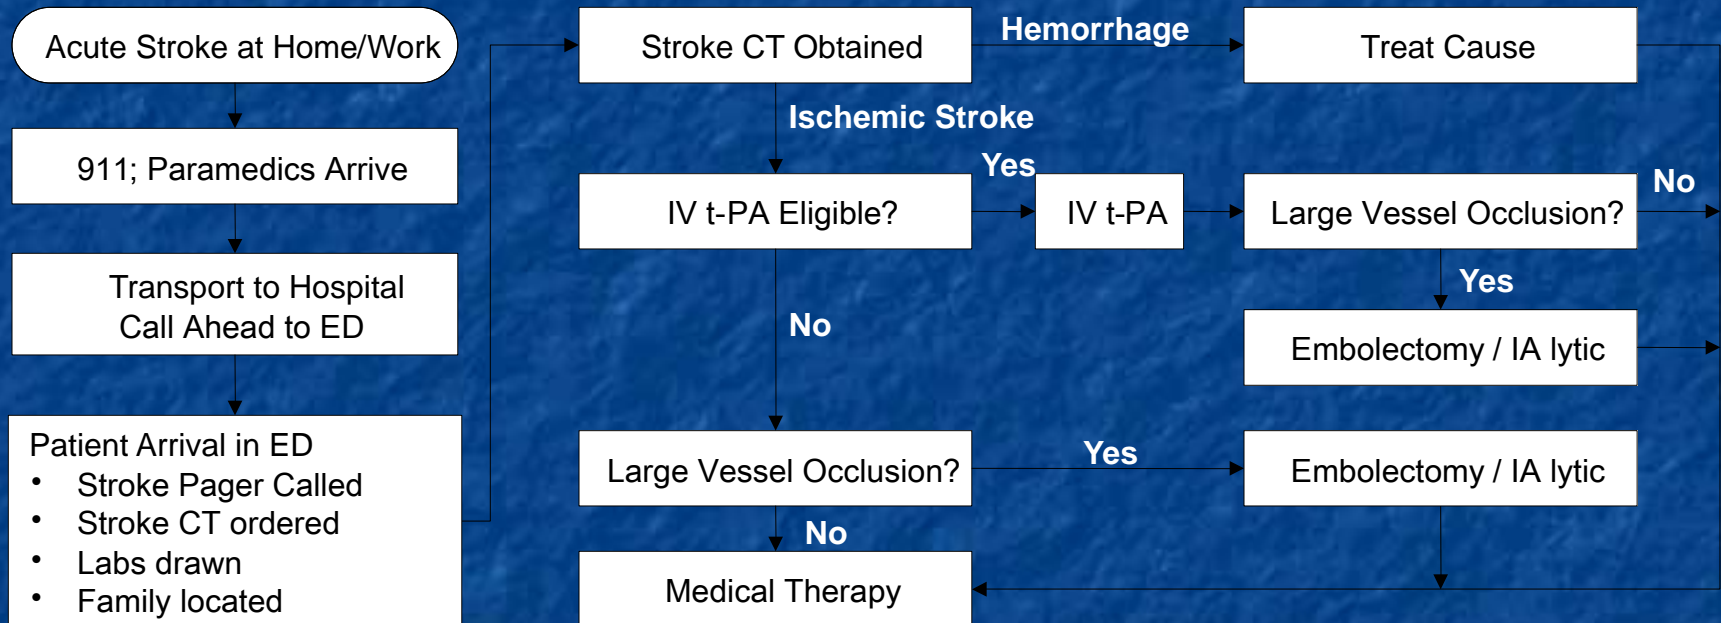 Acute Stroke at Home/Work
911; Paramedics Arrive
Transport to Hospital
Call Ahead to ED
Patient Arrival in ED
• Stroke Pager Called
• Stroke CT ordered
• Labs drawn
• Family located
Stroke CT Obtained
Hemorrhage
Treat Cause
Ischemic Stroke
IV t-PA Eligible?
Yes
IV t-PA
Large Vessel Occlusion?
No
Yes
Embolectomy / IA lytic
No
Large Vessel Occlusion?
Yes
Embolectomy / IA lytic
No
Medical Therapy